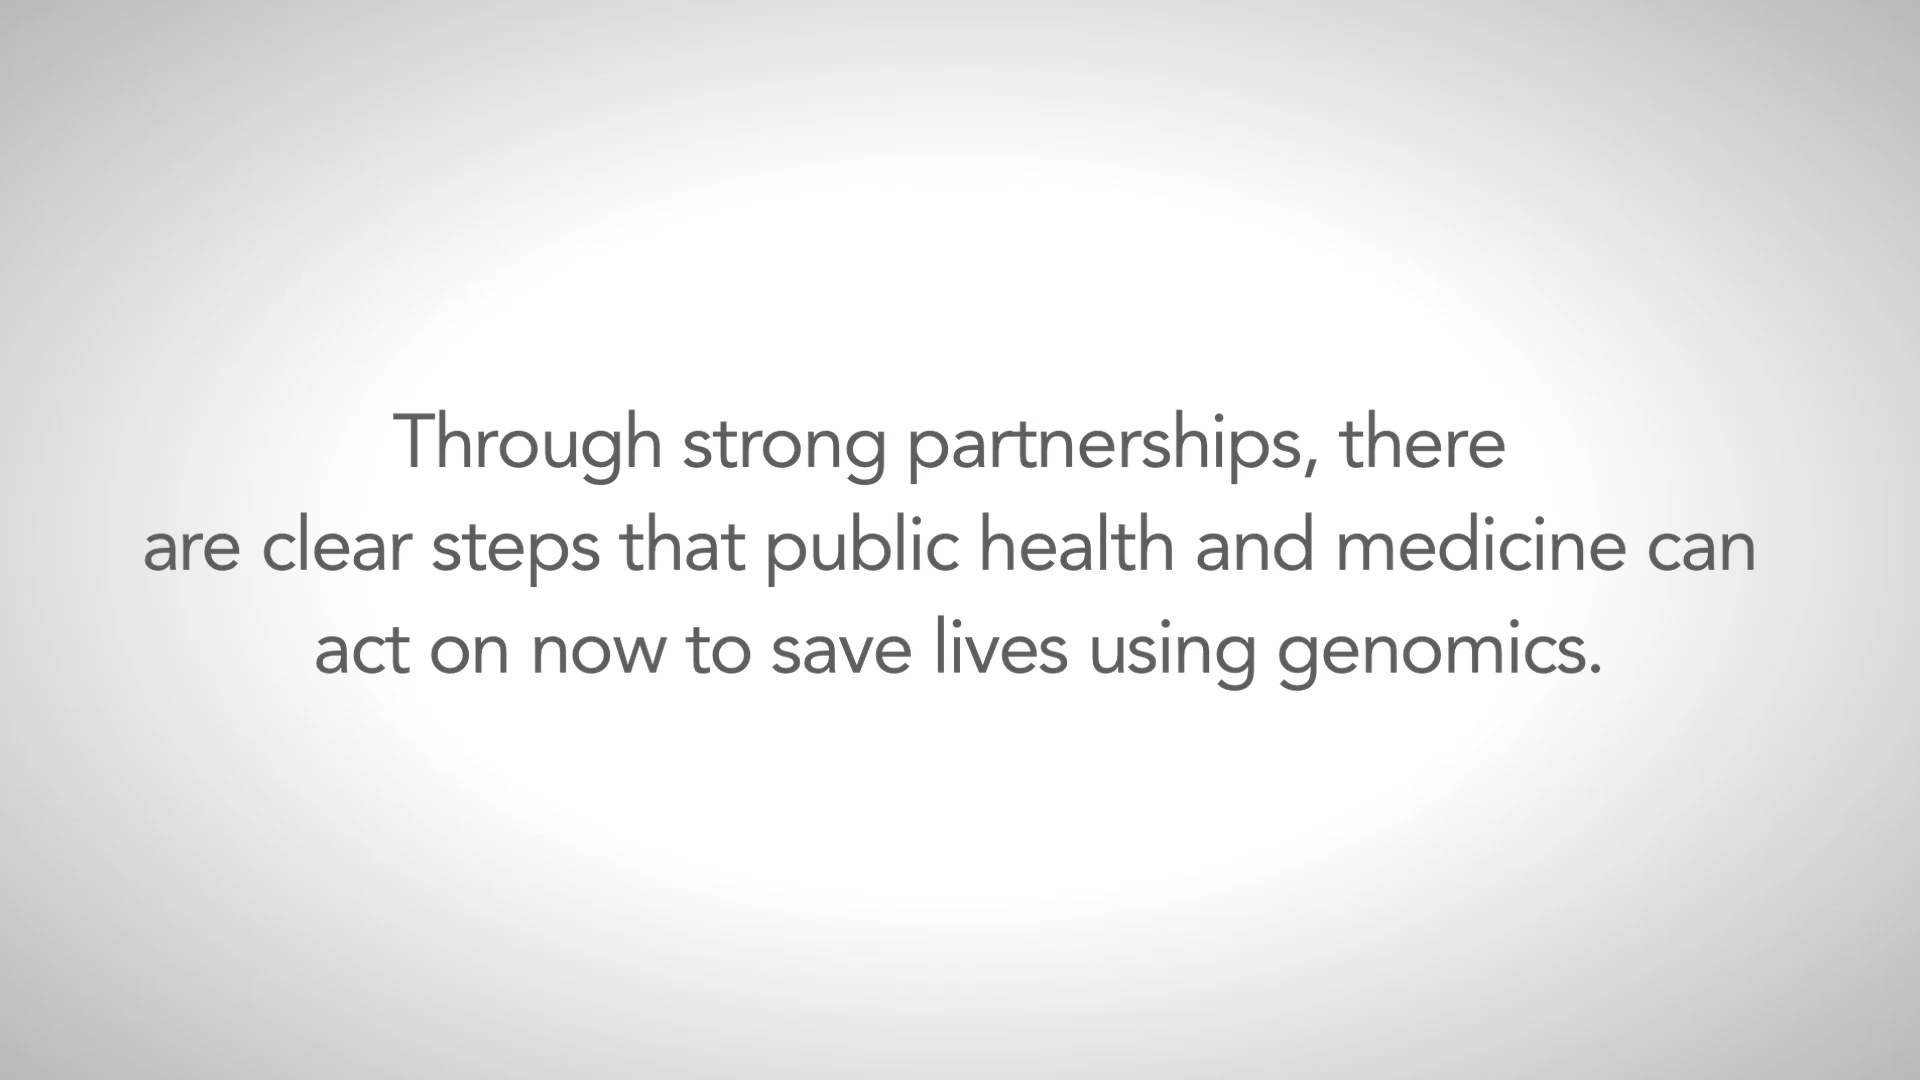 Through strong partnerships, there
are clear steps that public health and medicine can
act on now to save lives using genomics.